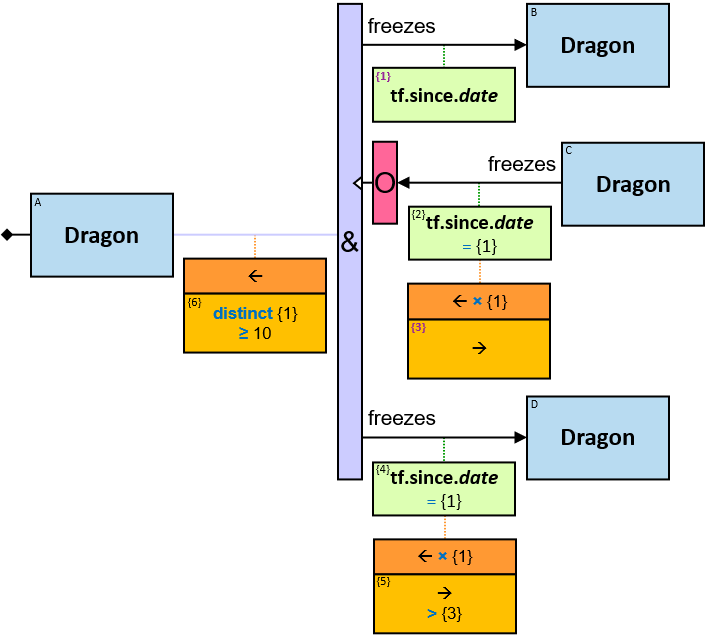 freezes
B
Dragon
{1}
tf.since.date
freezes
C
Dragon
O
{2}
tf.since.date
= {1}
A
Dragon
&
←
{6}
distinct {1}
≥ 10
← × {1}
{3}
→
freezes
D
Dragon
{4}
tf.since.date
= {1}
← × {1}
{5}
→
> {3}